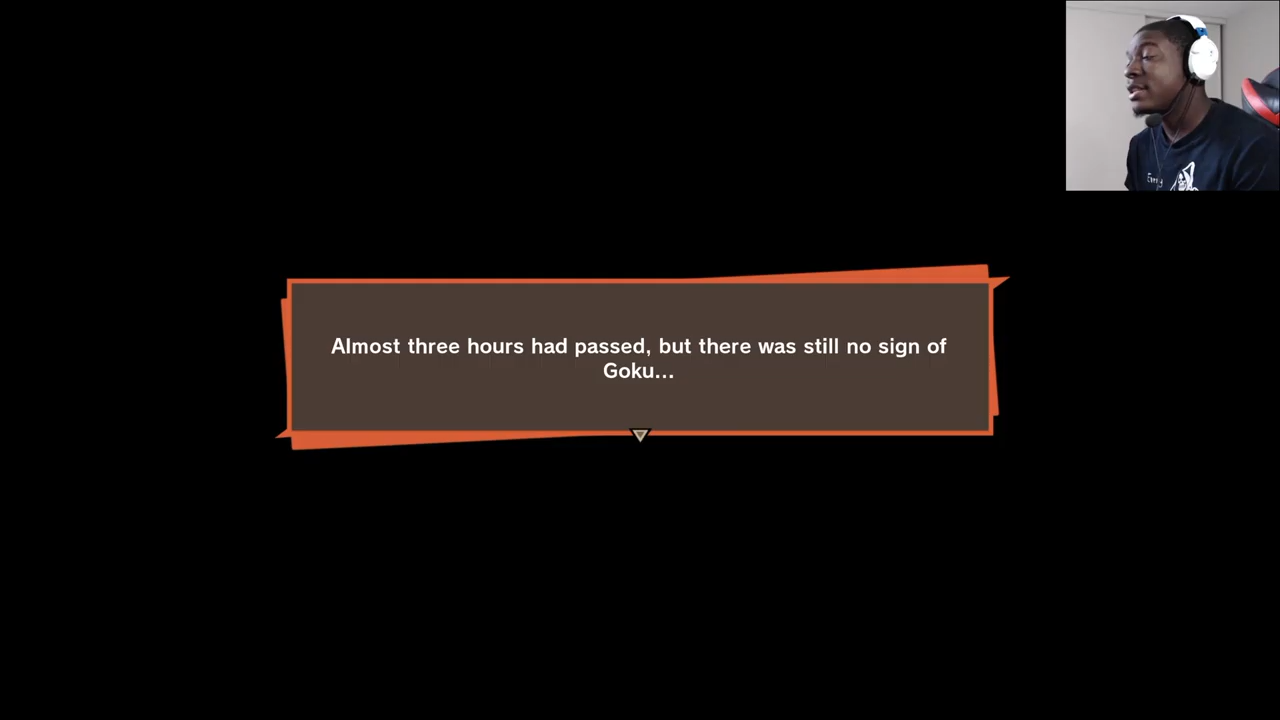 Almost three hours had passed, but there was still no sign of
Goku...